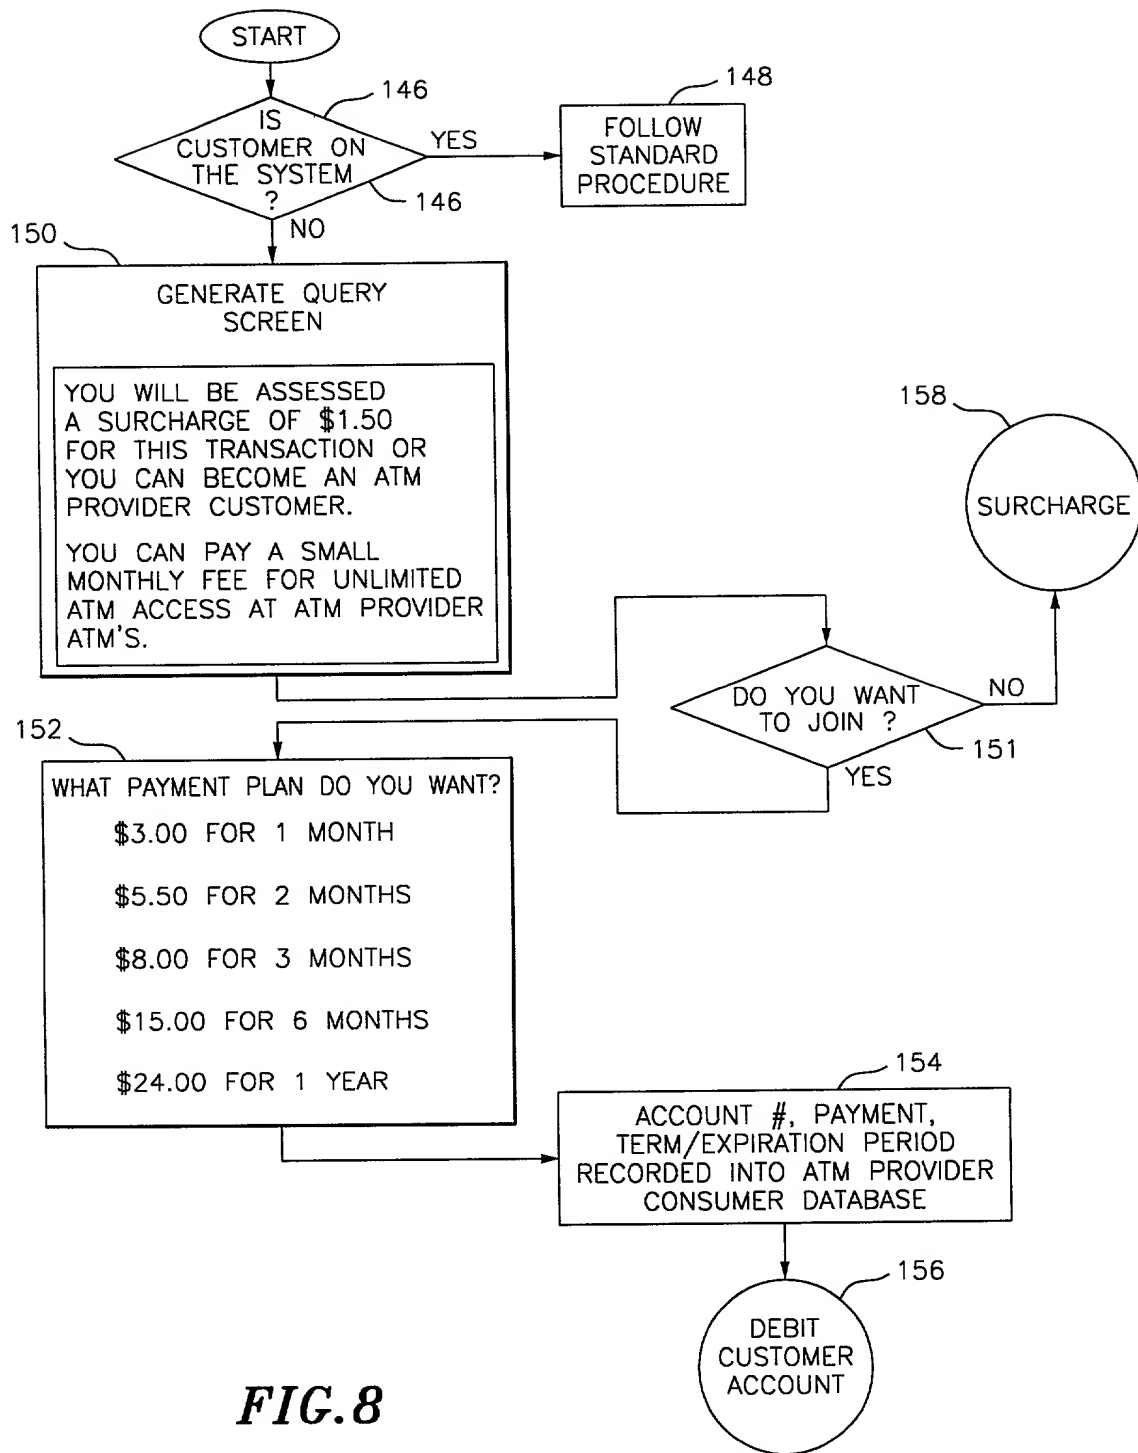 START
146
IS
CUSTOMER ON
THE SYSTEM
?
146
YES
148
FOLLOW
STANDARD
PROCEDURE
NO
150
GENERATE QUERY
SCREEN
YOU WILL BE ASSESSED
A SURCHARGE OF $1.50
FOR THIS TRANSACTION OR
YOU CAN BECOME AN ATM
PROVIDER CUSTOMER.
YOU CAN PAY A SMALL
MONTHLY FEE FOR UNLIMITED
ATM ACCESS AT ATM PROVIDER
ATM'S.
158
SURCHARGE
DO YOU WANT
TO JOIN ?
NO
151
YES
152
WHAT PAYMENT PLAN DO YOU WANT?
$3.00 FOR 1 MONTH
$5.50 FOR 2 MONTHS
$8.00 FOR 3 MONTHS
$15.00 FOR 6 MONTHS
$24.00 FOR 1 YEAR
154
ACCOUNT #, PAYMENT,
TERM/EXPIRATION PERIOD
RECORDED INTO ATM PROVIDER
CONSUMER DATABASE
156
DEBIT
CUSTOMER
ACCOUNT
FIG.8